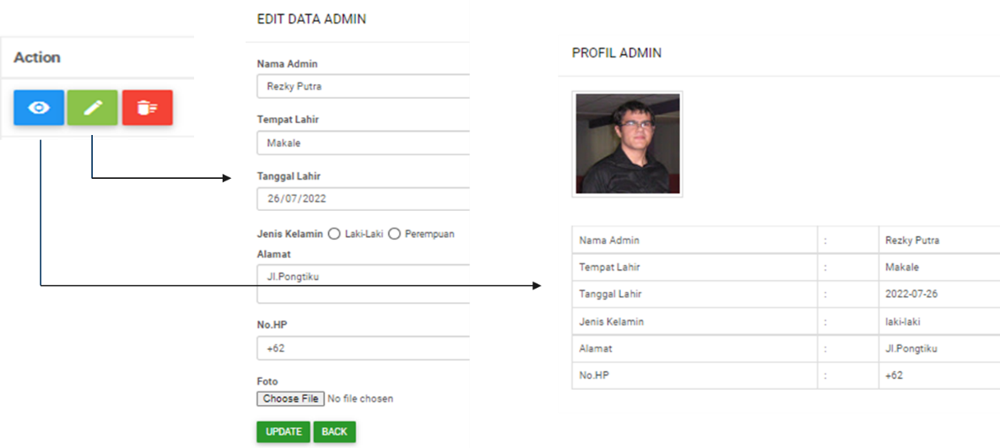 Action
EDIT DATA ADMIN
Nama Admin
Rezky Putra
Tempat Lahir
Makale
Tanggal Lahir
26/07/2022
Jenis Kelamin Laki-Laki Perempuan
Alamat
Jl.Pongtiku
No.HP
+62
Foto
Choose File No file chosen
UPDATE BACK
PROFIL ADMIN
Nama Admin : Rezky Putra
Tempat Lahir : Makale
Tanggal Lahir : 2022-07-26
Jenis Kelamin : laki-laki
Alamat : Jl.Pongtiku
No.HP : +62